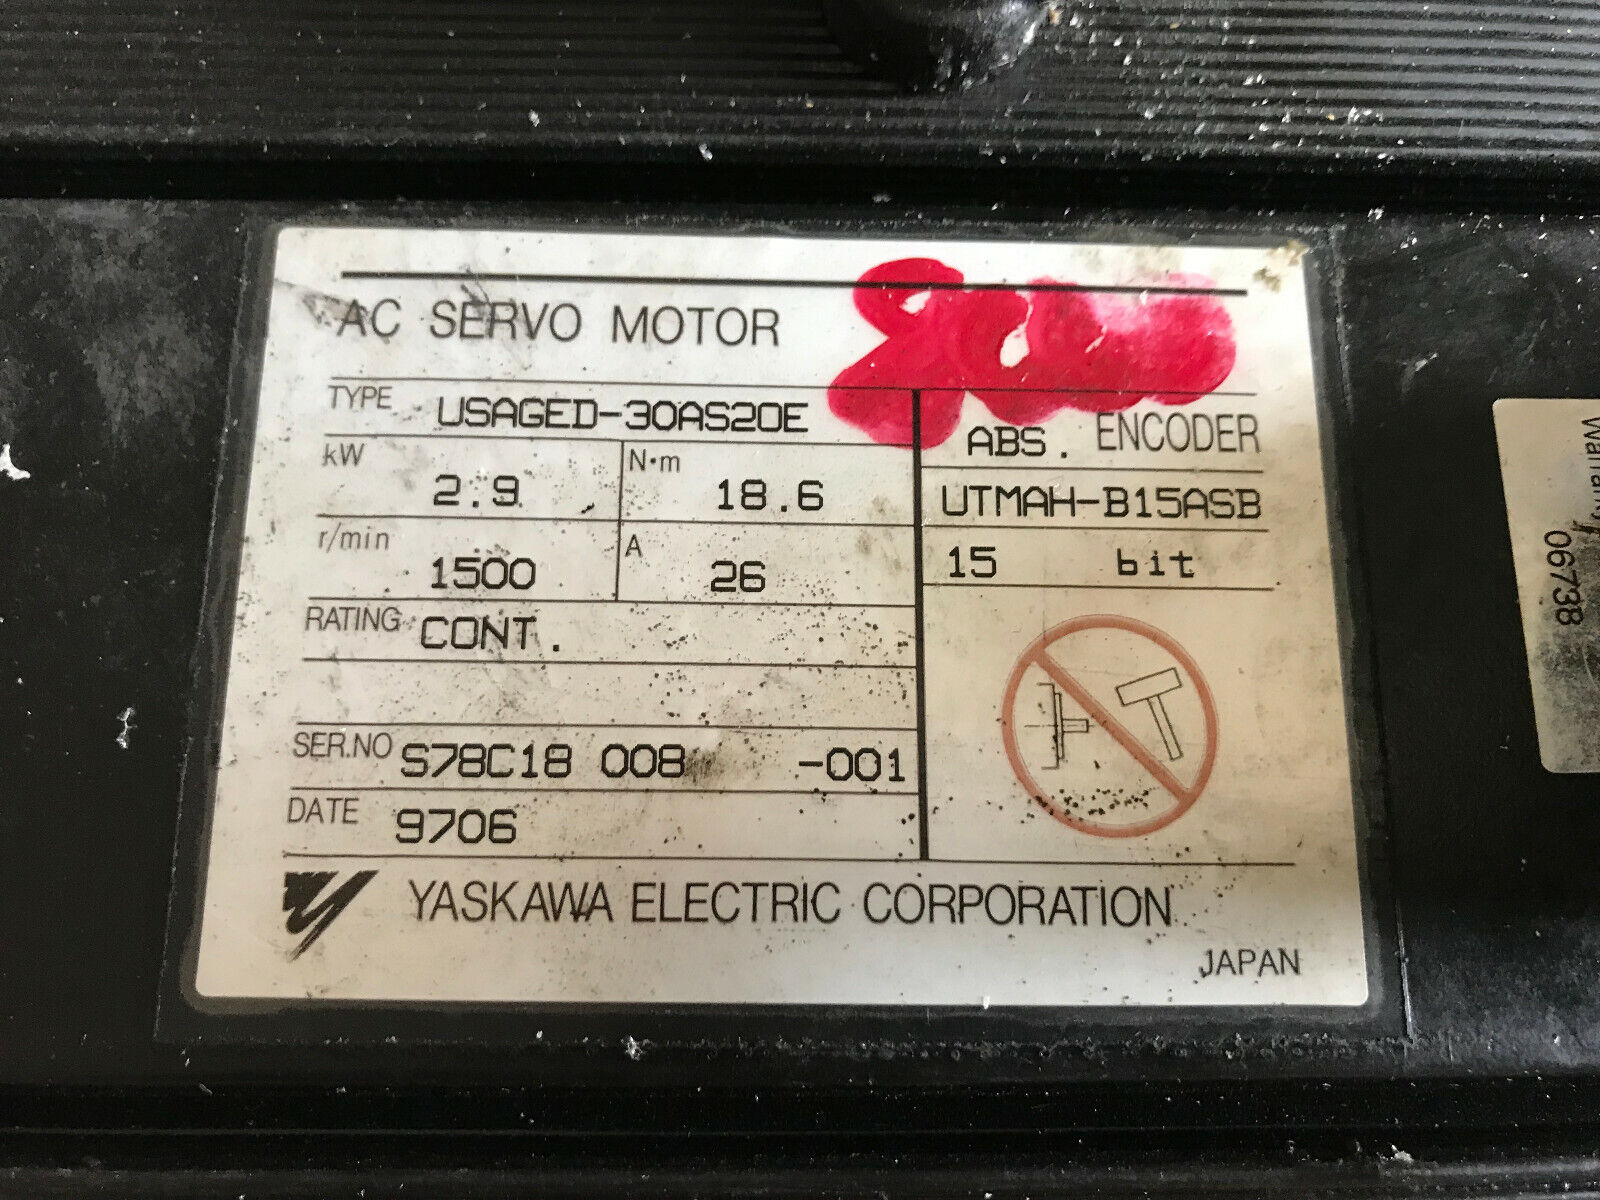 AC SERVO MOTOR
TYPE USAGED-30AS20E
kW 2.9 N·m 18.6
r/min 1500 A 26
RATING CONT.
SER.NO S78C18 008 -001
DATE 9706
ABS. ENCODER
UTMAH-B15ASB
15 bit
YASKAWA ELECTRIC CORPORATION
JAPAN
06738